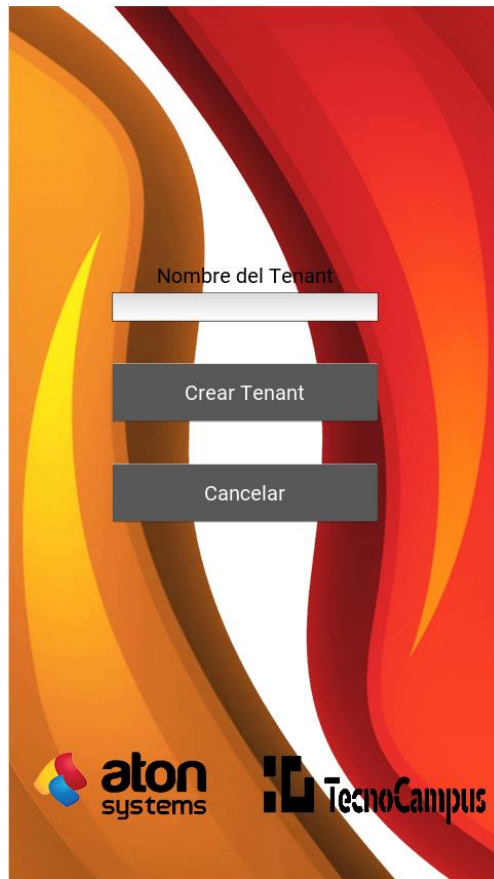 Nombre del Tenant
Crear Tenant
Cancelar
aton
systems
TecnoCampus